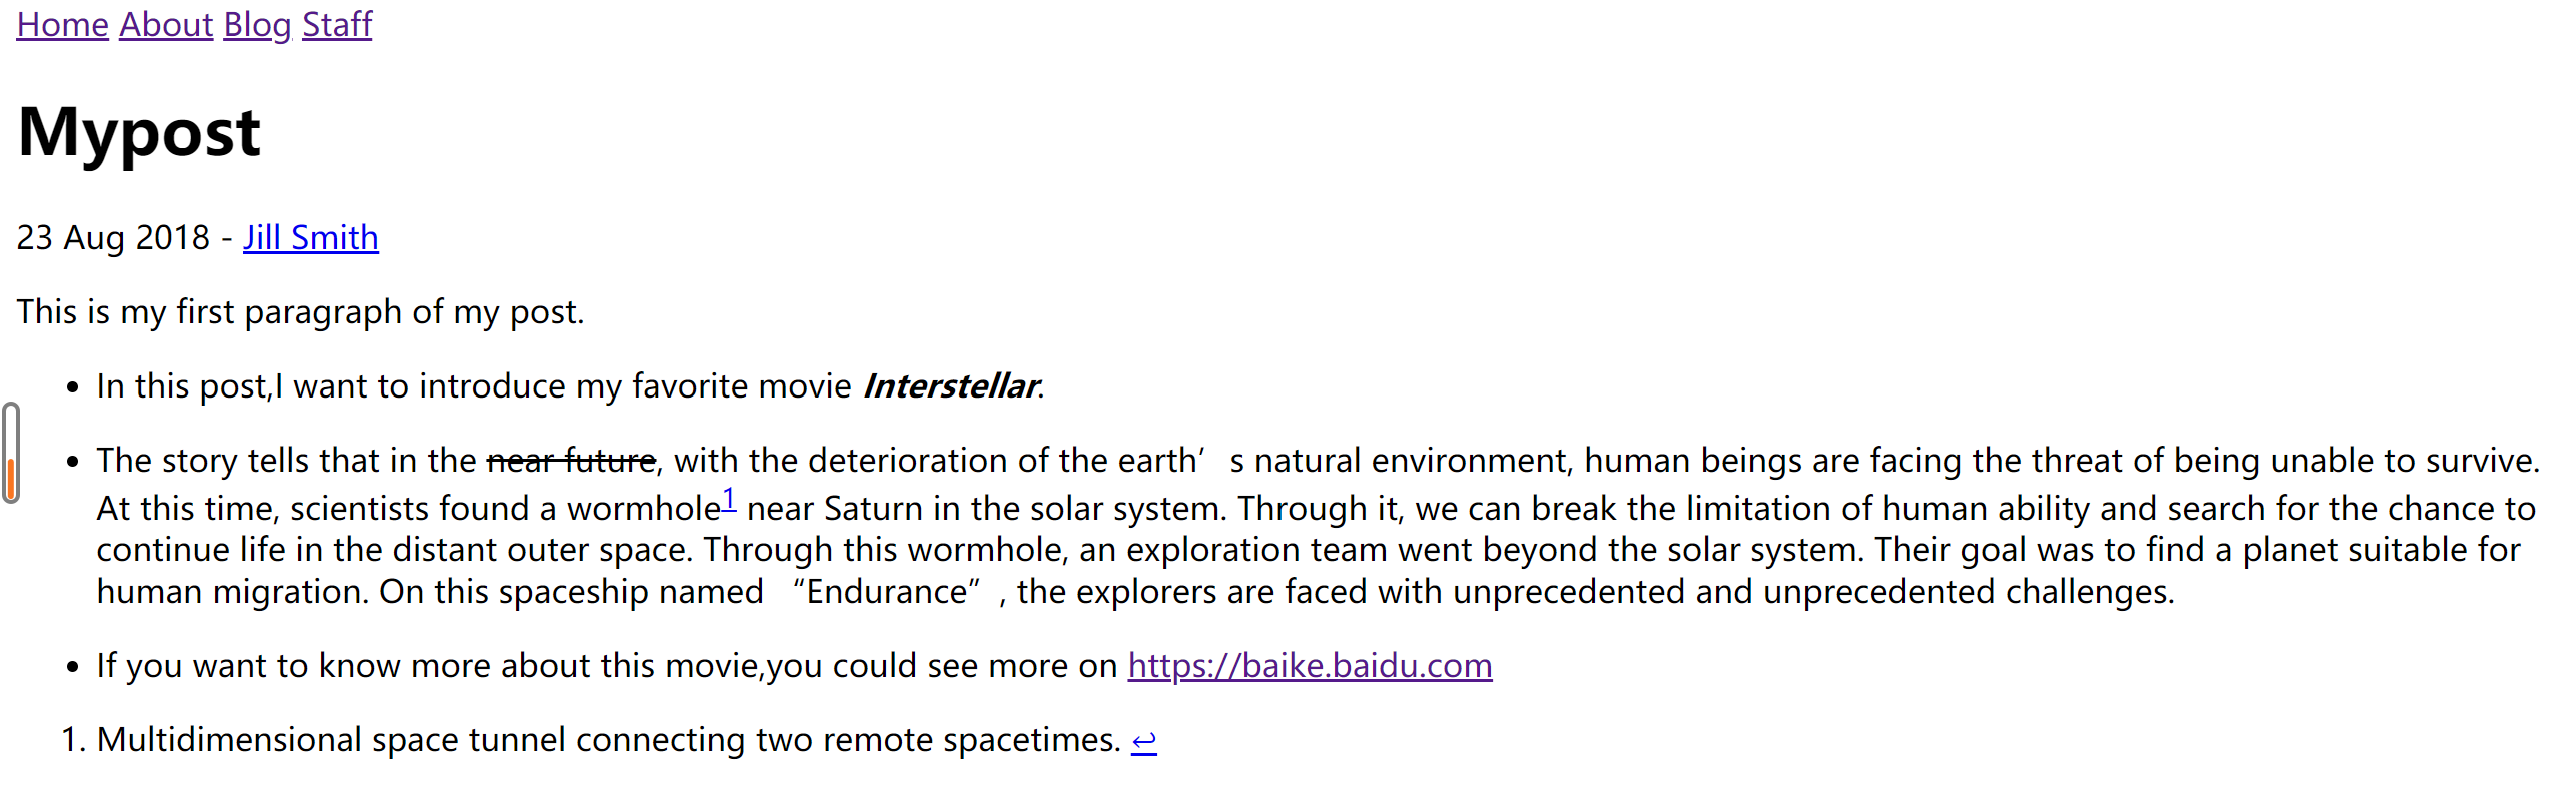 Home About Blog Staff
Mypost
23 Aug 2018 - Jill Smith
This is my first paragraph of my post.
• In this post,I want to introduce my favorite movie Interstellar.
• The story tells that in the near future, with the deterioration of the earth’s natural environment, human beings are facing the threat of being unable to survive.
At this time, scientists found a wormhole1 near Saturn in the solar system. Through it, we can break the limitation of human ability and search for the chance to
continue life in the distant outer space. Through this wormhole, an exploration team went beyond the solar system. Their goal was to find a planet suitable for
human migration. On this spaceship named “Endurance”, the explorers are faced with unprecedented and unprecedented challenges.
• If you want to know more about this movie,you could see more on https://baike.baidu.com
1. Multidimensional space tunnel connecting two remote spacetimes. ↩